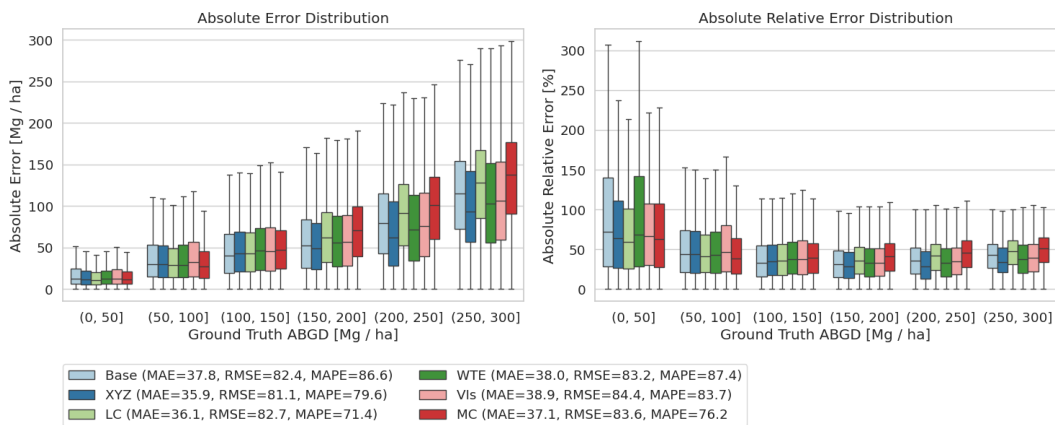 Absolute Error Distribution
Absolute Relative Error Distribution
Absolute Error [Mg / ha]
300
250
200
150
100
50
0
(0, 50] (50, 100] (100, 150] (150, 200] (200, 250] (250, 300]
Ground Truth ABGD [Mg / ha]
Absolute Relative Error [%]
300
250
200
150
100
50
0
(0, 50] (50, 100] (100, 150] (150, 200] (200, 250] (250, 300]
Ground Truth ABGD [Mg / ha]
Base (MAE=37.8, RMSE=82.4, MAPE=86.6)
XYZ (MAE=35.9, RMSE=81.1, MAPE=79.6)
LC (MAE=36.1, RMSE=82.7, MAPE=71.4)
WTE (MAE=38.0, RMSE=83.2, MAPE=87.4)
VIs (MAE=38.9, RMSE=84.4, MAPE=83.7)
MC (MAE=37.1, RMSE=83.6, MAPE=76.2